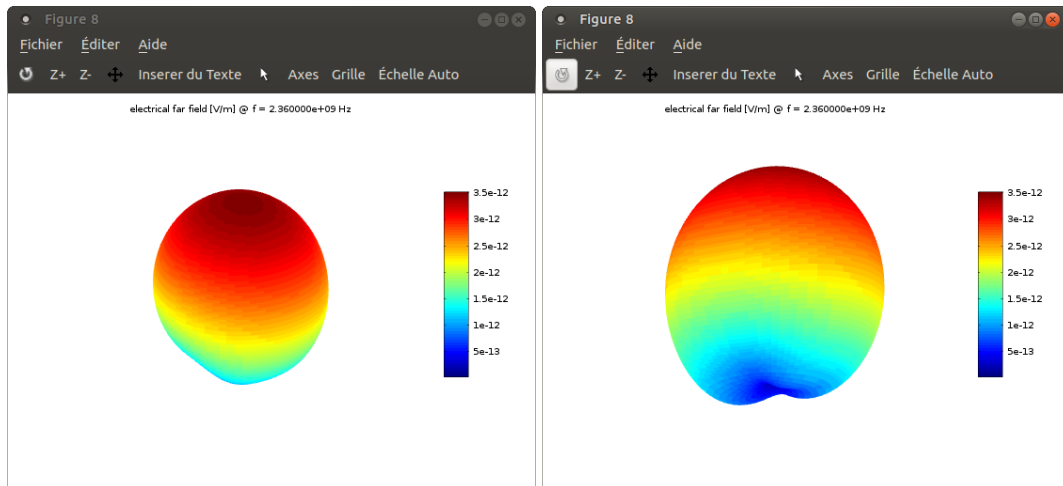 Figure 8
Fichier Éditer Aide
Z+ Z- Inserer du Texte Axes Grille Échelle Auto
electrical far field [V/m] @ f = 2.360000e+09 Hz
3.5e-12
3e-12
2.5e-12
2e-12
1.5e-12
1e-12
5e-13
Figure 8
Fichier Éditer Aide
Z+ Z- Inserer du Texte Axes Grille Échelle Auto
electrical far field [V/m] @ f = 2.360000e+09 Hz
3.5e-12
3e-12
2.5e-12
2e-12
1.5e-12
1e-12
5e-13